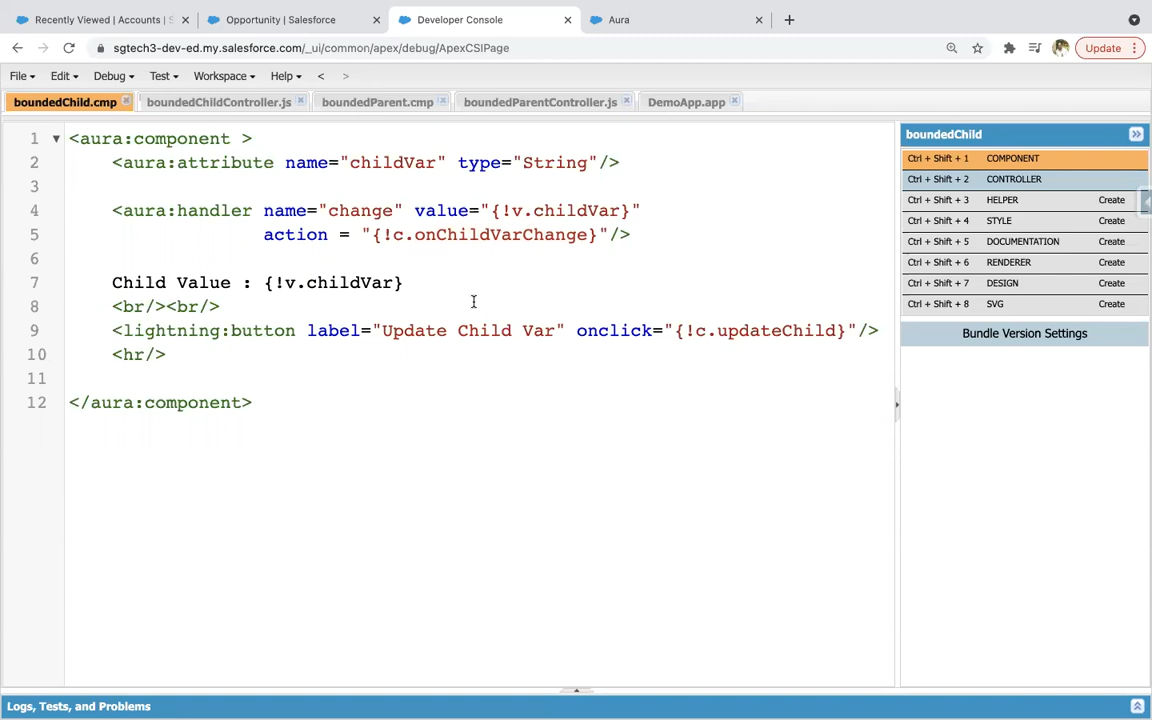 Recently Viewed | Accounts | S
Opportunity | Salesforce
Developer Console
Aura
sgtech3-dev-ed.my.salesforce.com/_ui/common/apex/debug/ApexCSIPage
Update
File Edit Debug Test Workspace Help < >
boundedChild.cmp
boundedChildController.js
boundedParent.cmp
boundedParentController.js
DemoApp.app
1 <aura:component >
2 <aura:attribute name="childVar" type="String"/>
3
4 <aura:handler name="change" value="{!v.childVar}"
5 action = "{!c.onChildVarChange}"/>
6
7 Child Value : {!v.childVar}
8 <br/><br/>
9 <lightning:button label="Update Child Var" onclick="{!c.updateChild}"/>
10 <hr/>
11
12 </aura:component>
boundedChild
Ctrl + Shift + 1 COMPONENT
Ctrl + Shift + 2 CONTROLLER
Ctrl + Shift + 3 HELPER Create
Ctrl + Shift + 4 STYLE Create
Ctrl + Shift + 5 DOCUMENTATION Create
Ctrl + Shift + 6 RENDERER Create
Ctrl + Shift + 7 DESIGN Create
Ctrl + Shift + 8 SVG Create
Bundle Version Settings
Logs, Tests, and Problems